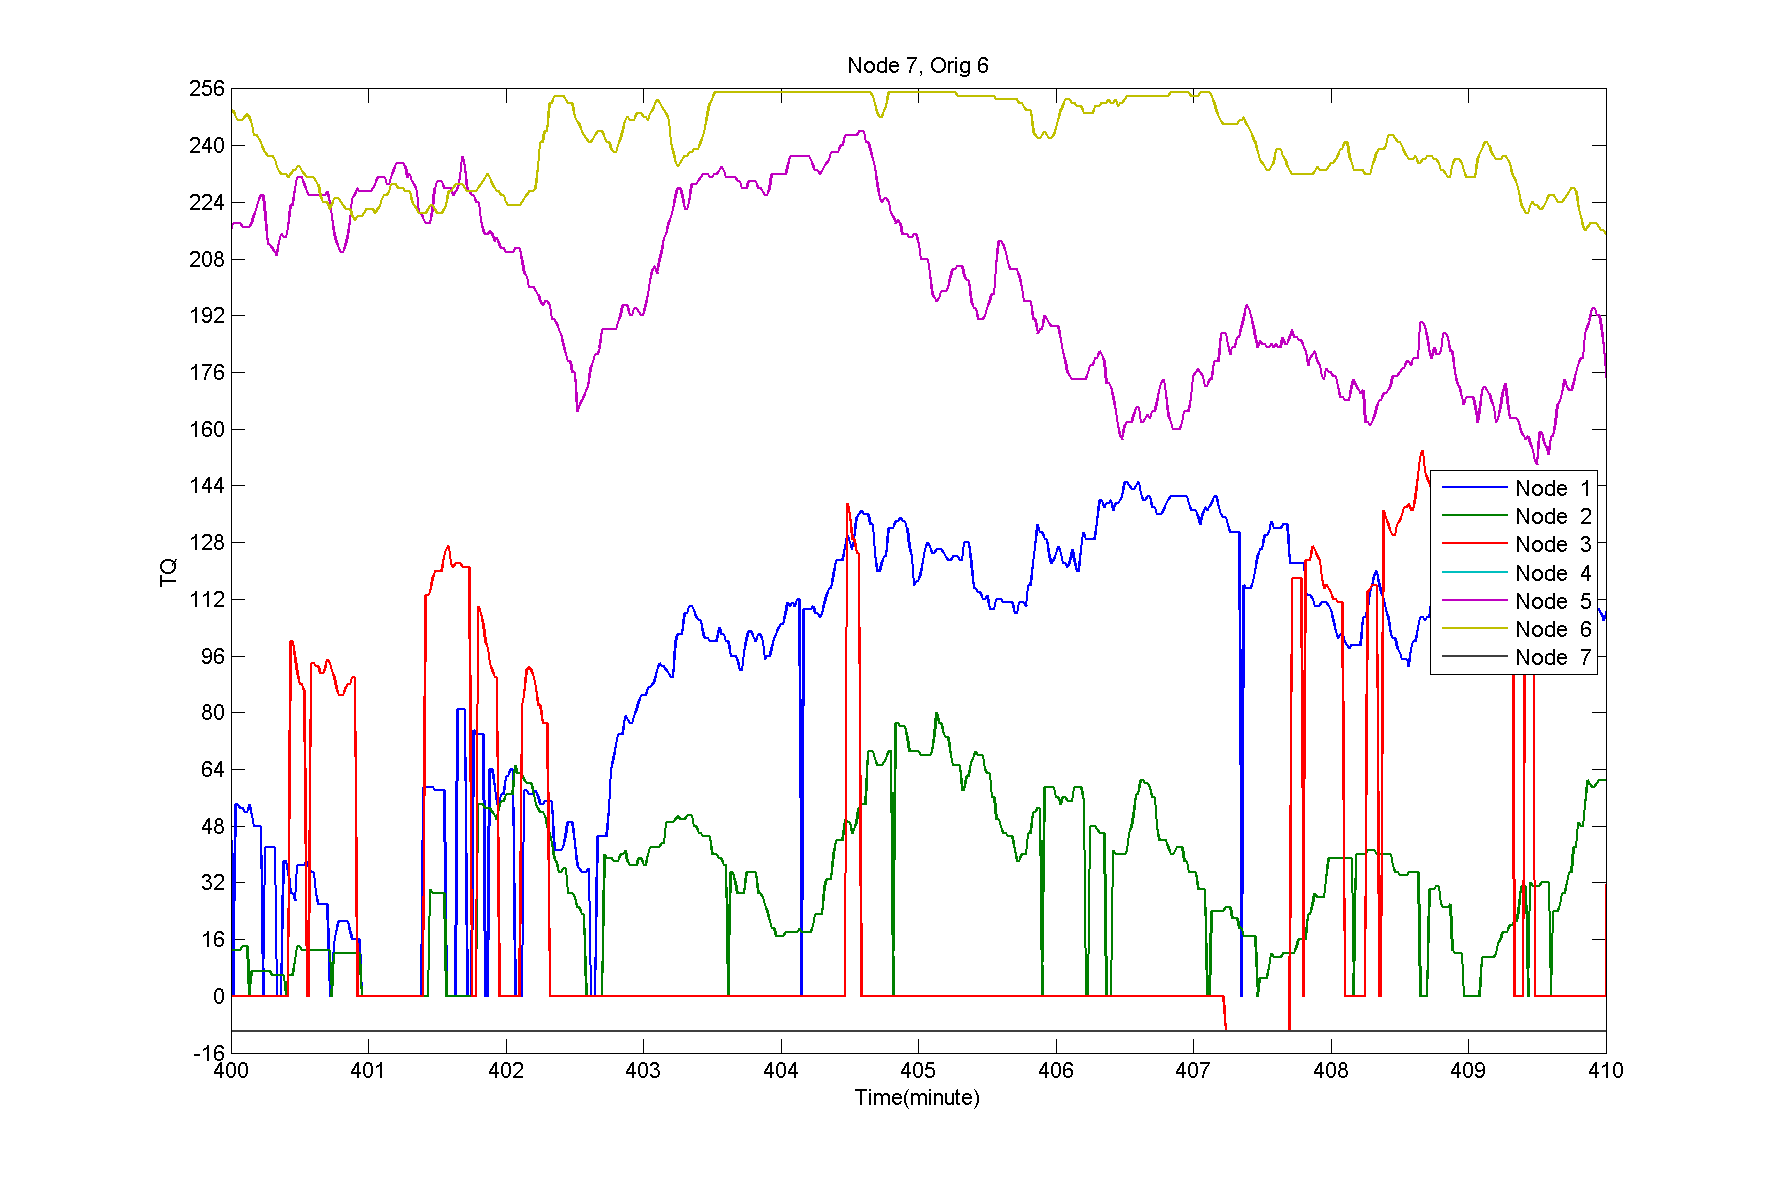 Node 7, Orig 6
256
240
224
208
192
176
160
144
128
112
96
80
64
48
32
16
0
-16
TQ
Node 1
Node 2
Node 3
Node 4
Node 5
Node 6
Node 7
400 401 402 403 404 405 406 407 408 409 410
Time(minute)